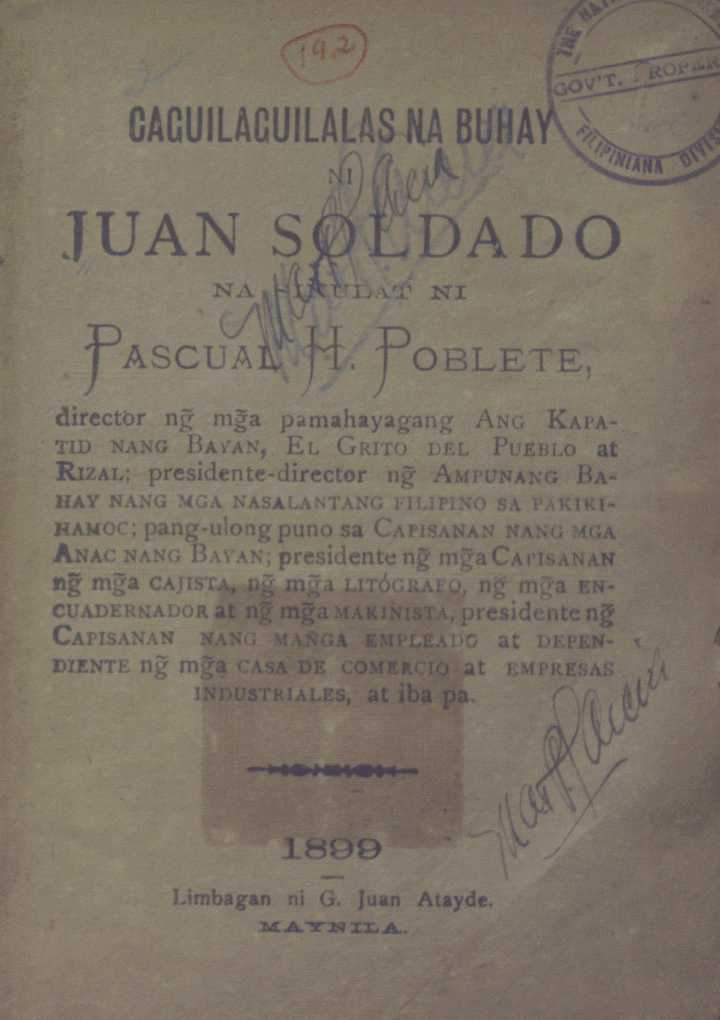 19.2
THE NAT
GOV'T. PROPER
FILIPINIANA DIVIS
CAGUILAGUILALAS NA BUHAY
NI
JUAN SOLDADO
NA SINULAT NI
PASCUAL H. POBLETE,
director ng̃ mg̃a pamahayagang ANG KAPA-
TID NANG BAYAN, EL GRITO DEL PUEBLO at
RIZAL; presidente-director ng̃ AMPUNANG BA-
HAY NANG MGA NASALANTANG FILIPINO SA PAKIKI-
HAMOC; pang-ulong puno sa CAPISANAN NANG MGA
ANAC NANG BAYAN; presidente ng̃ mg̃a CAPISANAN
ng̃ mg̃a CAJISTA, ng̃ mg̃a LITÓGRAFO, ng̃ mg̃a EN-
CUADERNADOR at ng̃ mg̃a MAKINISTA, presidente ng̃
CAPISANAN NANG MAÑGA EMPLEADO at DEPEN-
DIENTE ng̃ mg̃a CASA DE COMERCIO at EMPRESAS
INDUSTRIALES, at iba pa.
1899
Limbagan ni G. Juan Atayde.
MAYNILA.